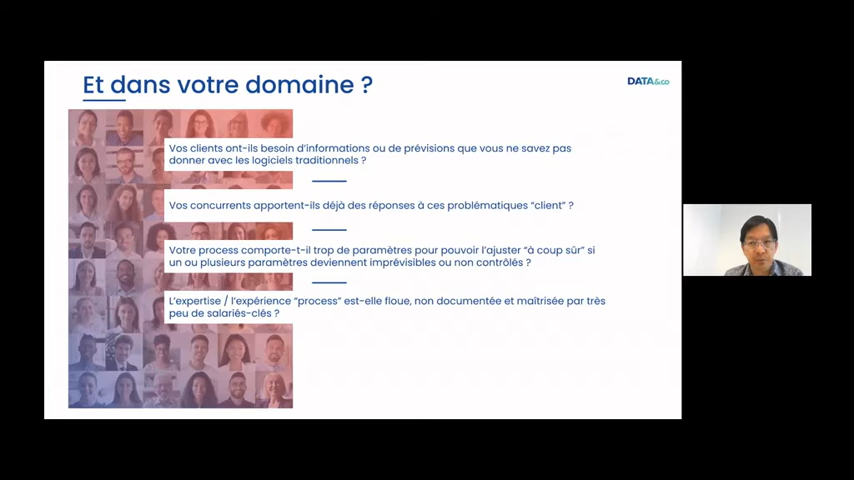 Et dans votre domaine ?
DATA&co
Vos clients ont-ils besoin d'informations ou de prévisions que vous ne savez pas
donner avec les logiciels traditionnels ?
Vos concurrents apportent-ils déjà des réponses à ces problématiques “client” ?
Votre process comporte-t-il trop de paramètres pour pouvoir l'ajuster “à coup sûr” si
un ou plusieurs paramètres deviennent imprévisibles ou non contrôlés ?
L'expertise / l'expérience “process” est-elle floue, non documentée et maîtrisée par très
peu de salariés-clés ?